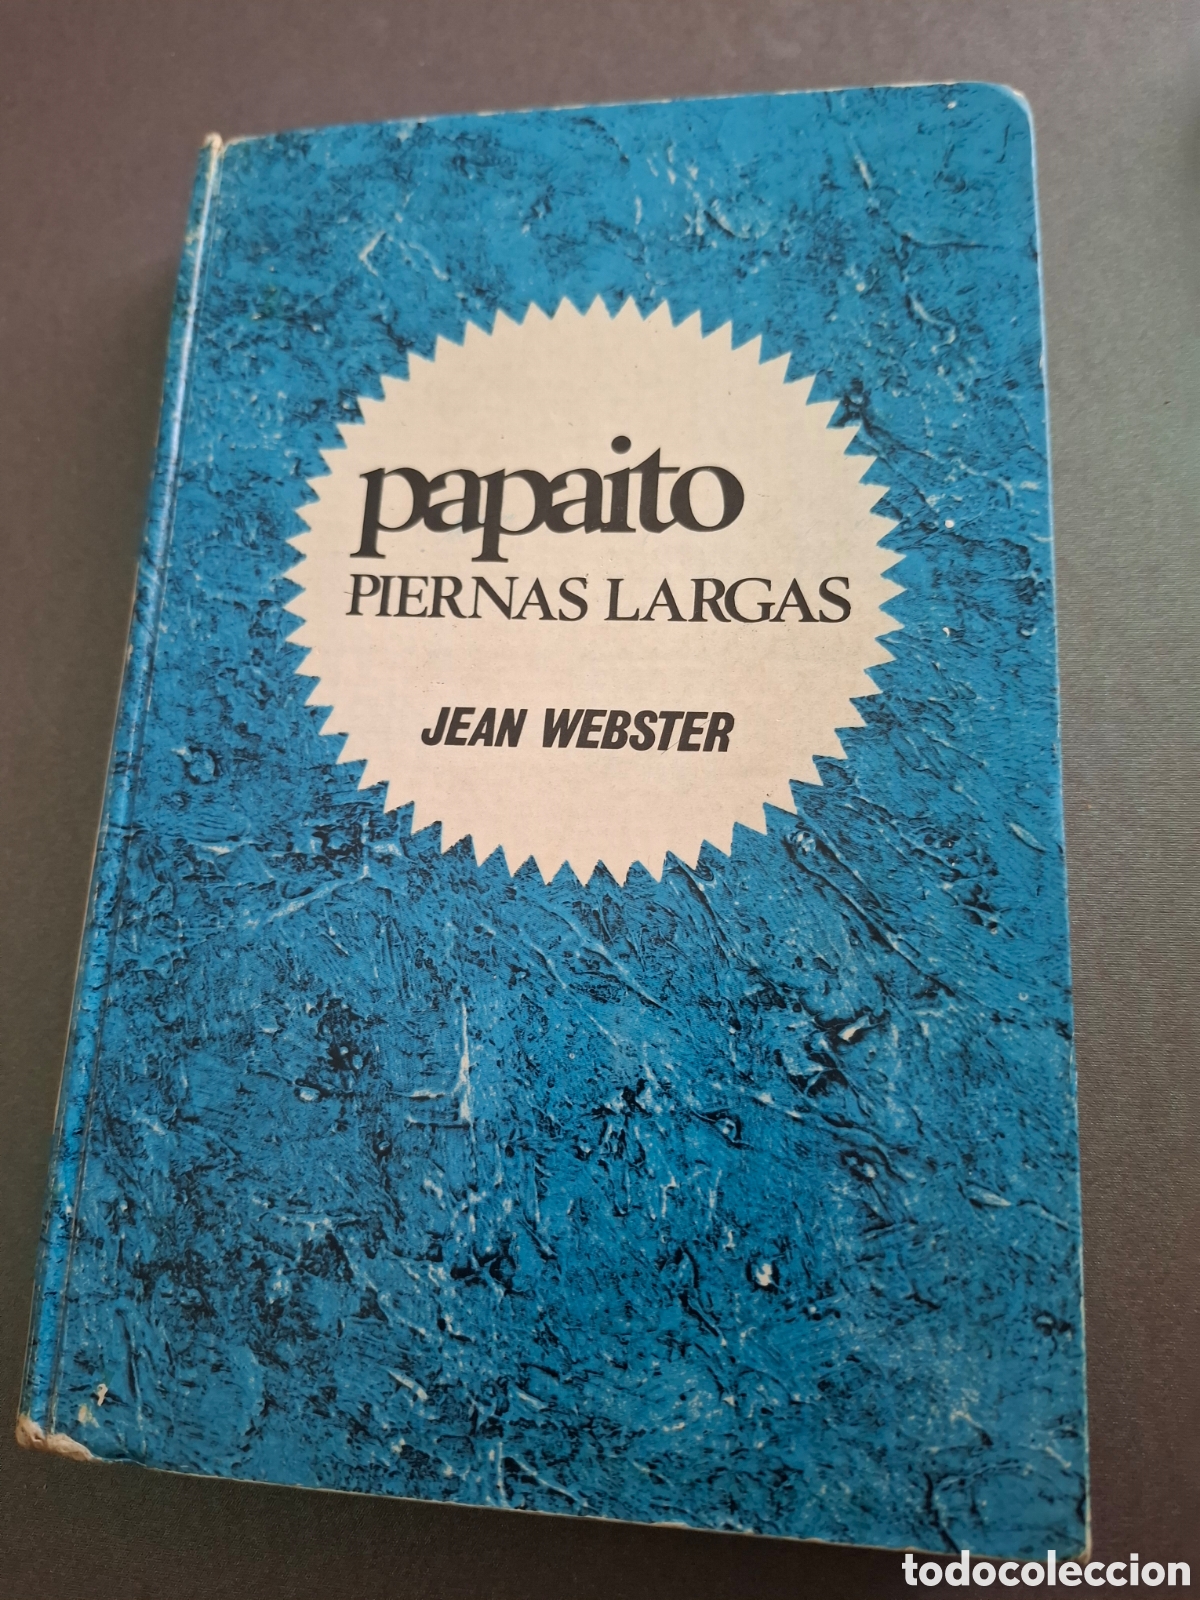 papaito
PIERNAS LARGAS
JEAN WEBSTER
todocoleccion